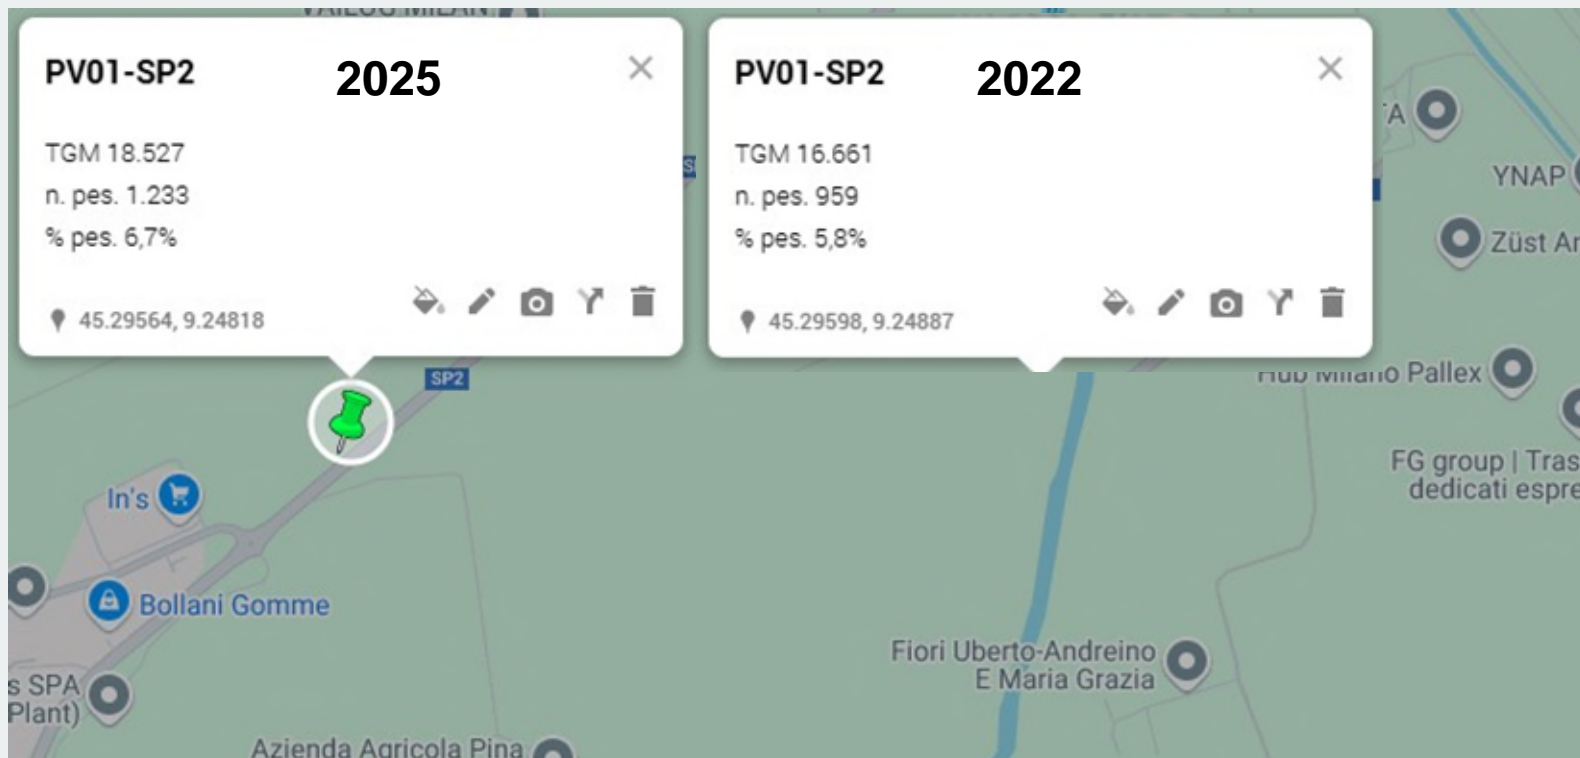 PV01-SP2
2025
TGM 18.527
n. pes. 1.233
% pes. 6,7%
45.29564, 9.24818
PV01-SP2
2022
TGM 16.661
n. pes. 959
% pes. 5,8%
45.29598, 9.24887
YNAP
Züst
SP2
Pallex
FG group | Tras
dedicati espre
In's
Bollani Gomme
Fiori Uberto-Andreino
E Maria Grazia
s SPA
Plant)
Azienda Agricola Pina